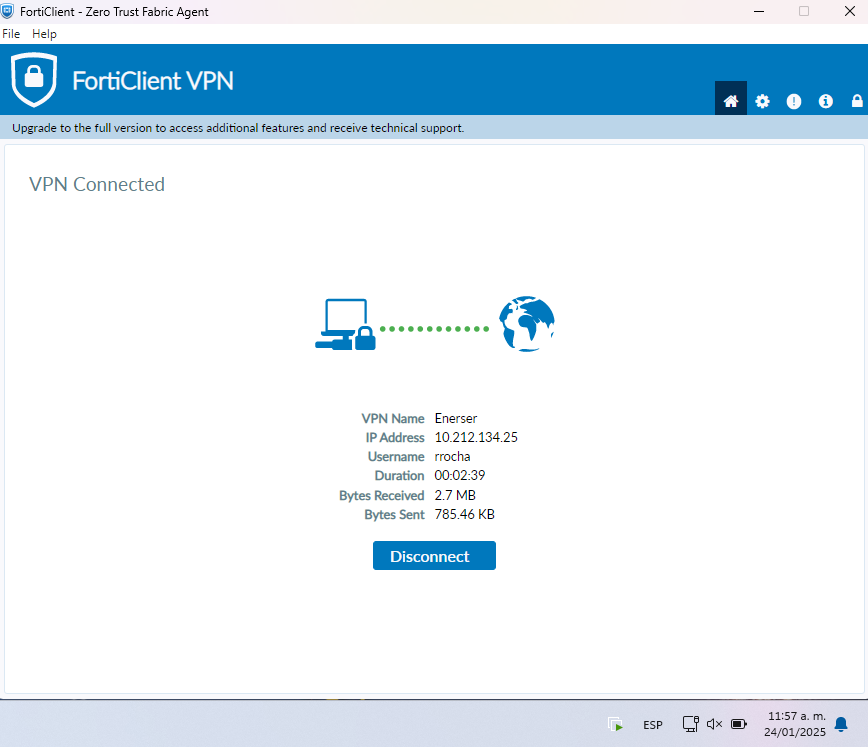 FortiClient - Zero Trust Fabric Agent
File Help
FortiClient VPN
Upgrade to the full version to access additional features and receive technical support.
VPN Connected
VPN Name Enerser
IP Address 10.212.134.25
Username rrocha
Duration 00:02:39
Bytes Received 2.7 MB
Bytes Sent 785.46 KB
Disconnect
ESP
11:57 a. m.
24/01/2025